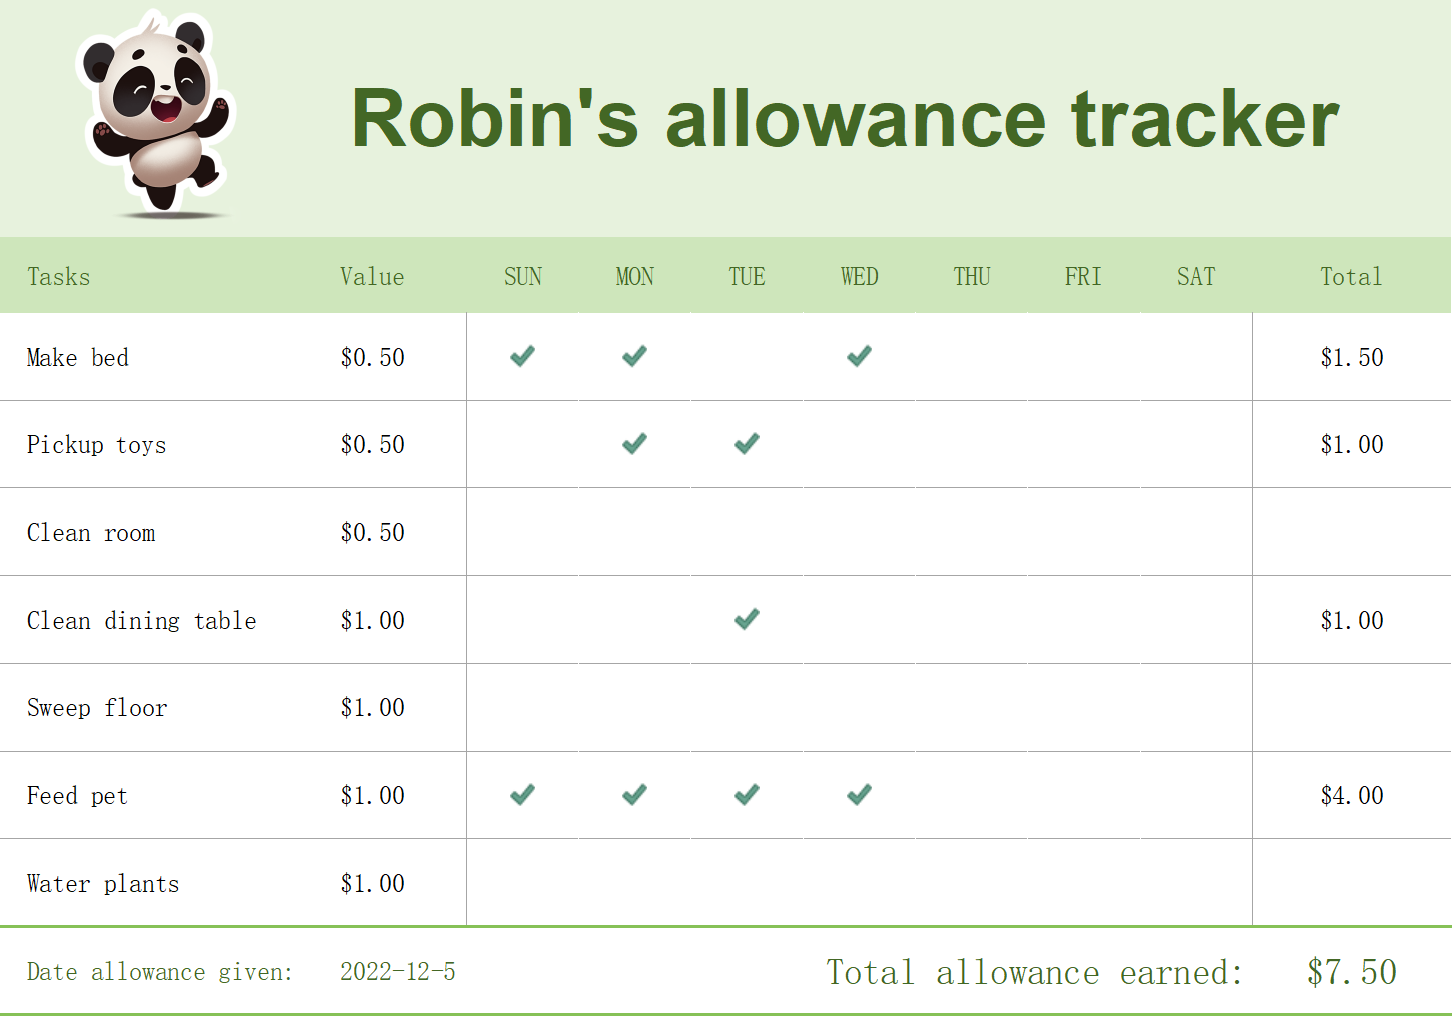 Robin's allowance tracker
Tasks Value SUN MON TUE WED THU FRI SAT Total
Make bed $0.50 ✔ ✔ ✔ $1.50
Pickup toys $0.50 ✔ ✔ $1.00
Clean room $0.50
Clean dining table $1.00 ✔ $1.00
Sweep floor $1.00
Feed pet $1.00 ✔ ✔ ✔ ✔ $4.00
Water plants $1.00
Date allowance given: 2022-12-5 Total allowance earned: $7.50